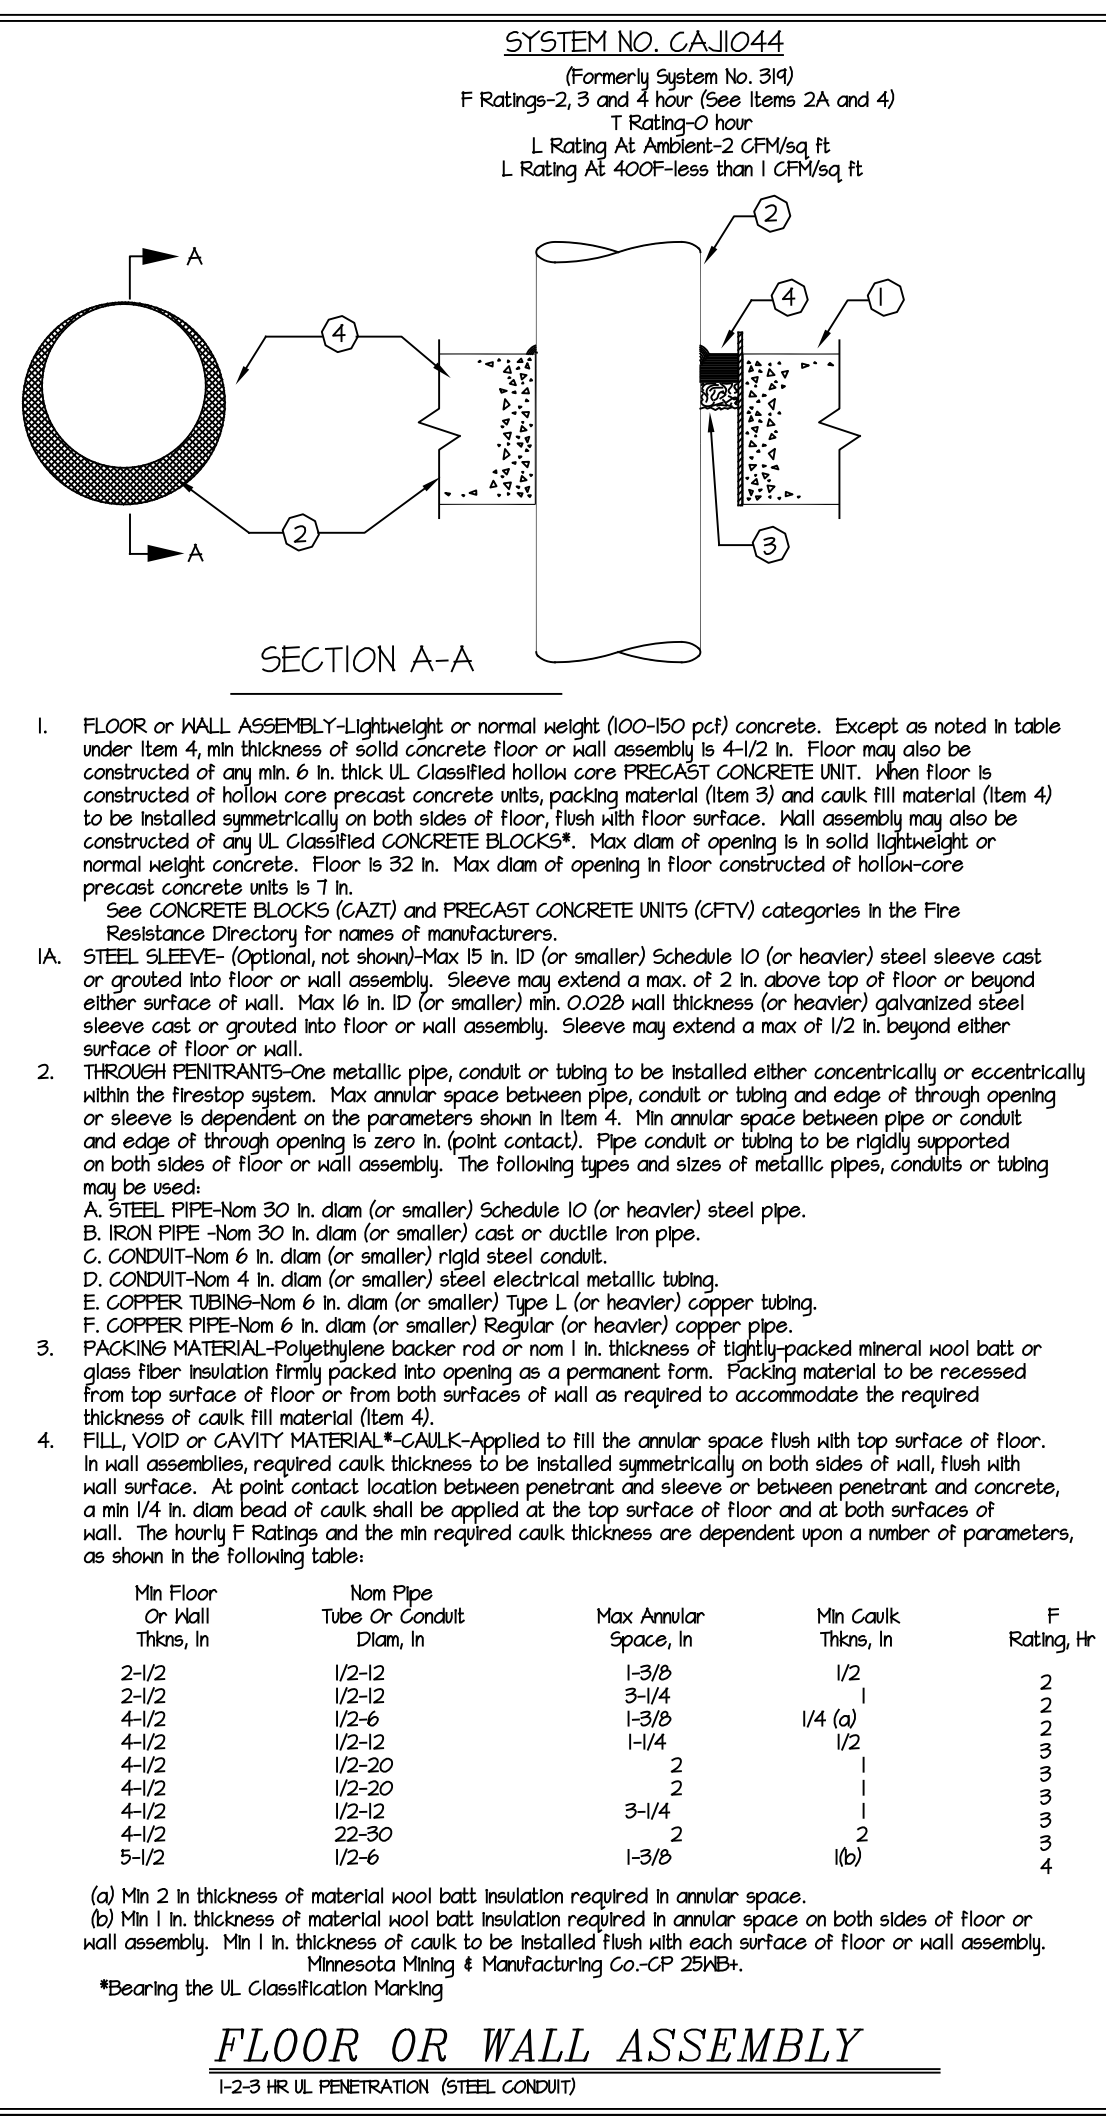 SYSTEM NO. CAJ1044
(Formerly System No. 319)
F Ratings-2, 3 and 4 hour (See Items 2A and 4)
T Rating-0 hour
L Rating At Ambient-2 CFM/sq ft
L Rating At 400F-less than 1 CFM/sq ft
2
A
4
1
4
2
A
3
SECTION A-A
1. FLOOR or WALL ASSEMBLY-Lightweight or normal weight (100-150 pcf) concrete. Except as noted in table
under Item 4, min thickness of solid concrete floor or wall assembly is 4-1/2 in. Floor may also be
constructed of any min. 6 in. thick UL Classified hollow core PRECAST CONCRETE UNIT. When floor is
constructed of hollow core precast concrete units, packing material (Item 3) and caulk fill material (Item 4)
to be installed symmetrically on both sides of floor, flush with floor surface. Wall assembly may also be
constructed of any UL Classified CONCRETE BLOCKS*. Max diam of opening is in solid lightweight or
normal weight concrete. Floor is 32 in. Max diam of opening in floor constructed of hollow-core
precast concrete units is 7 in.
See CONCRETE BLOCKS (CAZT) and PRECAST CONCRETE UNITS (CFTV) categories in the Fire
Resistance Directory for names of manufacturers.
1A. STEEL SLEEVE- (Optional, not shown)-Max 15 in. ID (or smaller) Schedule 10 (or heavier) steel sleeve cast
or grouted into floor or wall assembly. Sleeve may extend a max. of 2 in. above top of floor or beyond
either surface of wall. Max 16 in. ID (or smaller) min. 0.028 wall thickness (or heavier) galvanized steel
sleeve cast or grouted into floor or wall assembly. Sleeve may extend a max of 1/2 in. beyond either
surface of floor or wall.
2. THROUGH PENITRANTS-One metallic pipe, conduit or tubing to be installed either concentrically or eccentrically
within the firestop system. Max annular space between pipe, conduit or tubing and edge of through opening
or sleeve is dependent on the parameters shown in Item 4. Min annular space between pipe or conduit
and edge of through opening is zero in. (point contact). Pipe conduit or tubing to be rigidly supported
on both sides of floor or wall assembly. The following types and sizes of metallic pipes, conduits or tubing
may be used:
A. STEEL PIPE-Nom 30 in. diam (or smaller) Schedule 10 (or heavier) steel pipe.
B. IRON PIPE -Nom 30 in. diam (or smaller) cast or ductile iron pipe.
C. CONDUIT-Nom 6 in. diam (or smaller) rigid steel conduit.
D. CONDUIT-Nom 4 in. diam (or smaller) steel electrical metallic tubing.
E. COPPER TUBING-Nom 6 in. diam (or smaller) Type L (or heavier) copper tubing.
F. COPPER PIPE-Nom 6 in. diam (or smaller) Regular (or heavier) copper pipe.
3. PACKING MATERIAL-Polyethylene backer rod or nom 1 in. thickness of tightly-packed mineral wool batt or
glass fiber insulation firmly packed into opening as a permanent form. Packing material to be recessed
from top surface of floor or from both surfaces of wall as required to accommodate the required
thickness of caulk fill material (Item 4).
4. FILL, VOID or CAVITY MATERIAL*-CAULK-Applied to fill the annular space flush with top surface of floor.
In wall assemblies, required caulk thickness to be installed symmetrically on both sides of wall, flush with
wall surface. At point contact location between penetrant and sleeve or between penetrant and concrete,
a min 1/4 in. diam bead of caulk shall be applied at the top surface of floor and at both surfaces of
wall. The hourly F Ratings and the min required caulk thickness are dependent upon a number of parameters,
as shown in the following table:
Min Floor Nom Pipe
Or Wall Tube Or Conduit Max Annular Min Caulk F
Thkns, In Diam, In Space, In Thkns, In Rating, Hr
2-1/2 1/2-12 1-3/8 1/2 2
2-1/2 1/2-12 3-1/4 1 2
4-1/2 1/2-6 1-3/8 1/4 (a) 2
4-1/2 1/2-12 1-1/4 1/2 3
4-1/2 1/2-20 2 1 3
4-1/2 1/2-20 2 1 3
4-1/2 1/2-12 3-1/4 1 3
4-1/2 22-30 2 2 3
5-1/2 1/2-6 1-3/8 1(b) 4
(a) Min 2 in thickness of material wool batt insulation required in annular space.
(b) Min 1 in. thickness of material wool batt insulation required in annular space on both sides of floor or
wall assembly. Min 1 in. thickness of caulk to be installed flush with each surface of floor or wall assembly.
Minnesota Mining & Manufacturing Co.-CP 25WB+.
*Bearing the UL Classification Marking
FLOOR OR WALL ASSEMBLY
1-2-3 HR UL PENETRATION (STEEL CONDUIT)